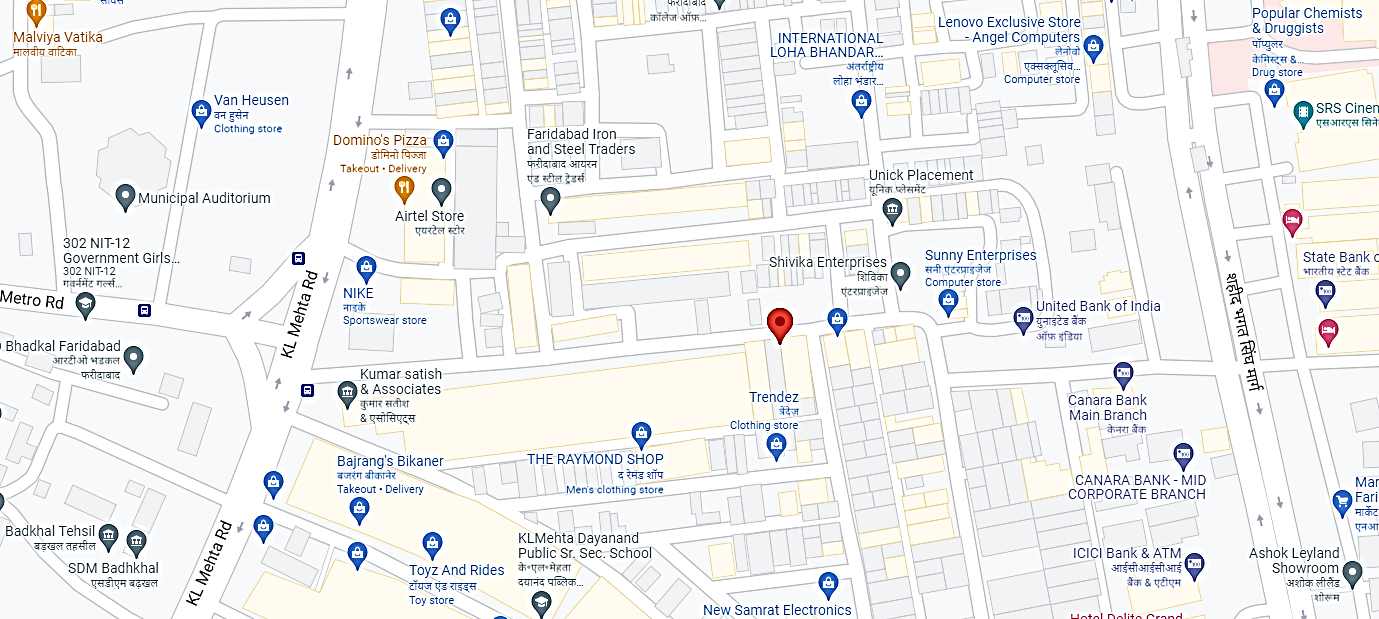 Malviya Vatika
मालवीय वाटिका
Van Heusen
वन हुसेन
Clothing store
Municipal Auditorium
302 NIT-12
Government Girls...
302 NIT-12
गवर्नमेंट गर्ल्स...
Metro Rd
Bhadkal Faridabad
आरटीओ भडकल
फरीदाबाद
Badkhal Tehsil
बड़खल तहसील
SDM Badhkhal
एसडीएम बढ़खल
KL Mehta Rd
KL Mehta Rd
Domino's Pizza
डोमिनो पिज्जा
Takeout • Delivery
Airtel Store
एयरटेल स्टोर
NIKE
नाइके
Sportswear store
Kumar satish
& Associates
कुमार सतीश
& एसोसिएट्स
Bajrang's Bikaner
बजरंग बीकानेर
Takeout • Delivery
Toyz And Rides
टॉयज एंड राइड्स
Toy store
फरीदाबाद
कॉलेज ऑफ...
Faridabad Iron
and Steel Traders
फरीदाबाद आयरन
एंड स्टील ट्रेडर्स
THE RAYMOND SHOP
द रेमंड शॉप
Men's clothing store
KLMehta Dayanand
Public Sr. Sec. School
के॰एल॰मेहता
दयानंद पब्लिक...
Trendez
त्रेंदेज़
Clothing store
New Samrat Electronics
INTERNATIONAL
LOHA BHANDAR...
अंतर्राष्ट्रीय
लोहा भंडार...
Lenovo Exclusive Store
- Angel Computers
लेनोवो
एक्सक्लूसिव...
Computer store
Unick Placement
यूनिक प्लेसमेंट
Shivika Enterprises
शिविका
एंटरप्राइजेज
Sunny Enterprises
सनी एंटरप्राइजेज
Computer store
United Bank of India
युनाइटेड बैंक
ऑफ़ इंडिया
Canara Bank
Main Branch
केनरा बैंक
CANARA BANK - MID
CORPORATE BRANCH
ICICI Bank & ATM
आईसीआईसीआई
बैंक & एटीएम
Hotel Delite Grand
Popular Chemists
& Druggists
पॉप्युलर
केमिस्ट्स &...
Drug store
SRS Cinem
एसआरएस सिने
State Bank o
भारतीय स्टेट बैंक
शहीद भगत सिंह मार्ग
Mar
Fari
मार्केट
एनआ
Ashok Leyland
Showroom
अशोक लीलैंड
शोरूम